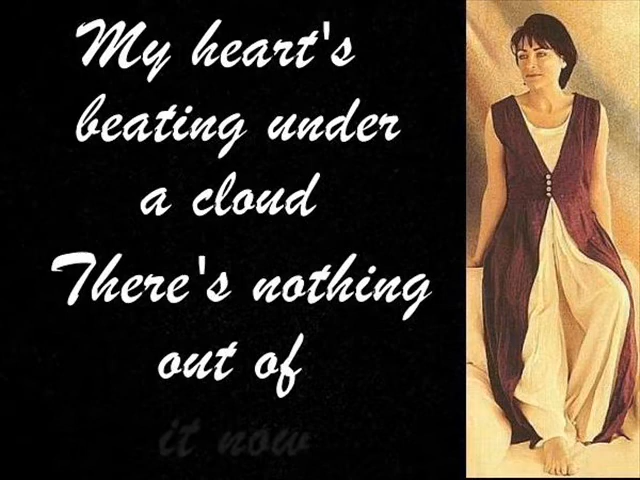 My heart's
beating under
a cloud
There's nothing
out of
it now